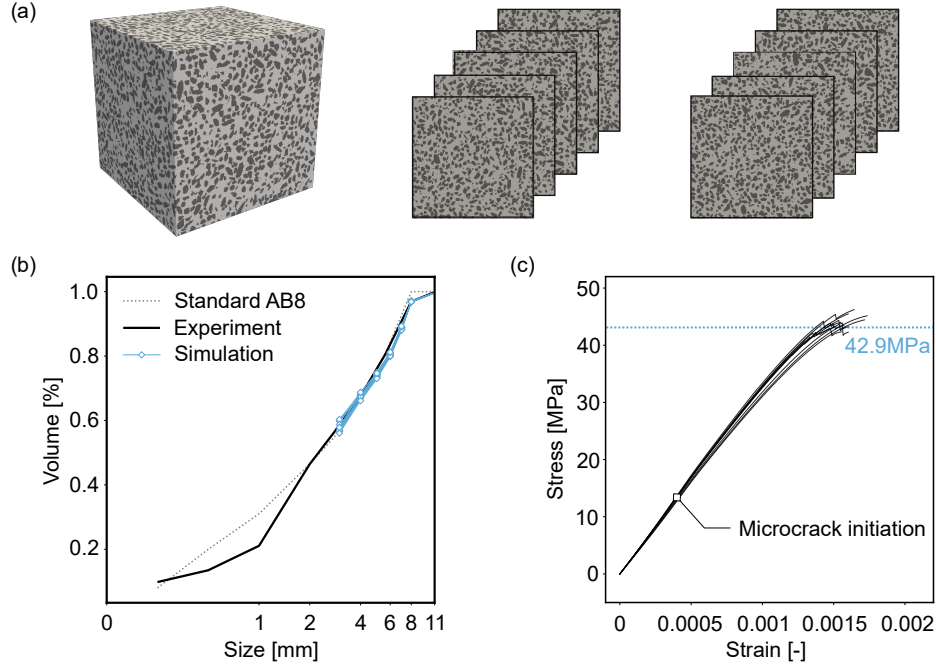 (a)
(b)
1.0
0.8
0.6
0.4
0.2
Volume [%]
Standard AB8
Experiment
Simulation
0 1 2 4 6 8 11
Size [mm]
(c)
50
40
30
20
10
0
Stress [MPa]
42.9MPa
Microcrack initiation
0 0.0005 0.001 0.0015 0.002
Strain [-]